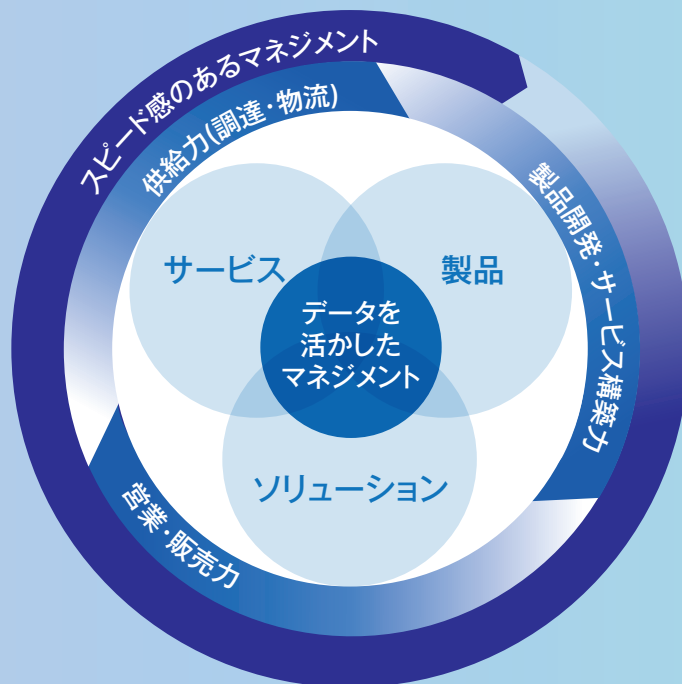 スピード感のあるマネジメント
供給力(調達・物流)
製品開発・サービス構築力
サービス
製品
データを
活かした
マネジメント
ソリューション
営業・販売力